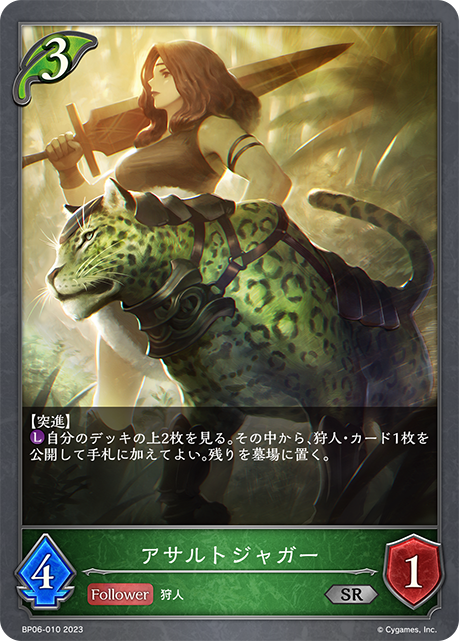 3
【突進】
L 自分のデッキの上2枚を見る。その中から、狩人・カード1枚を
公開して手札に加えてよい。残りを墓場に置く。
アサルトジャガー
4
Follower 狩人
SR
1
BP06-010 2023
© Cygames, Inc.